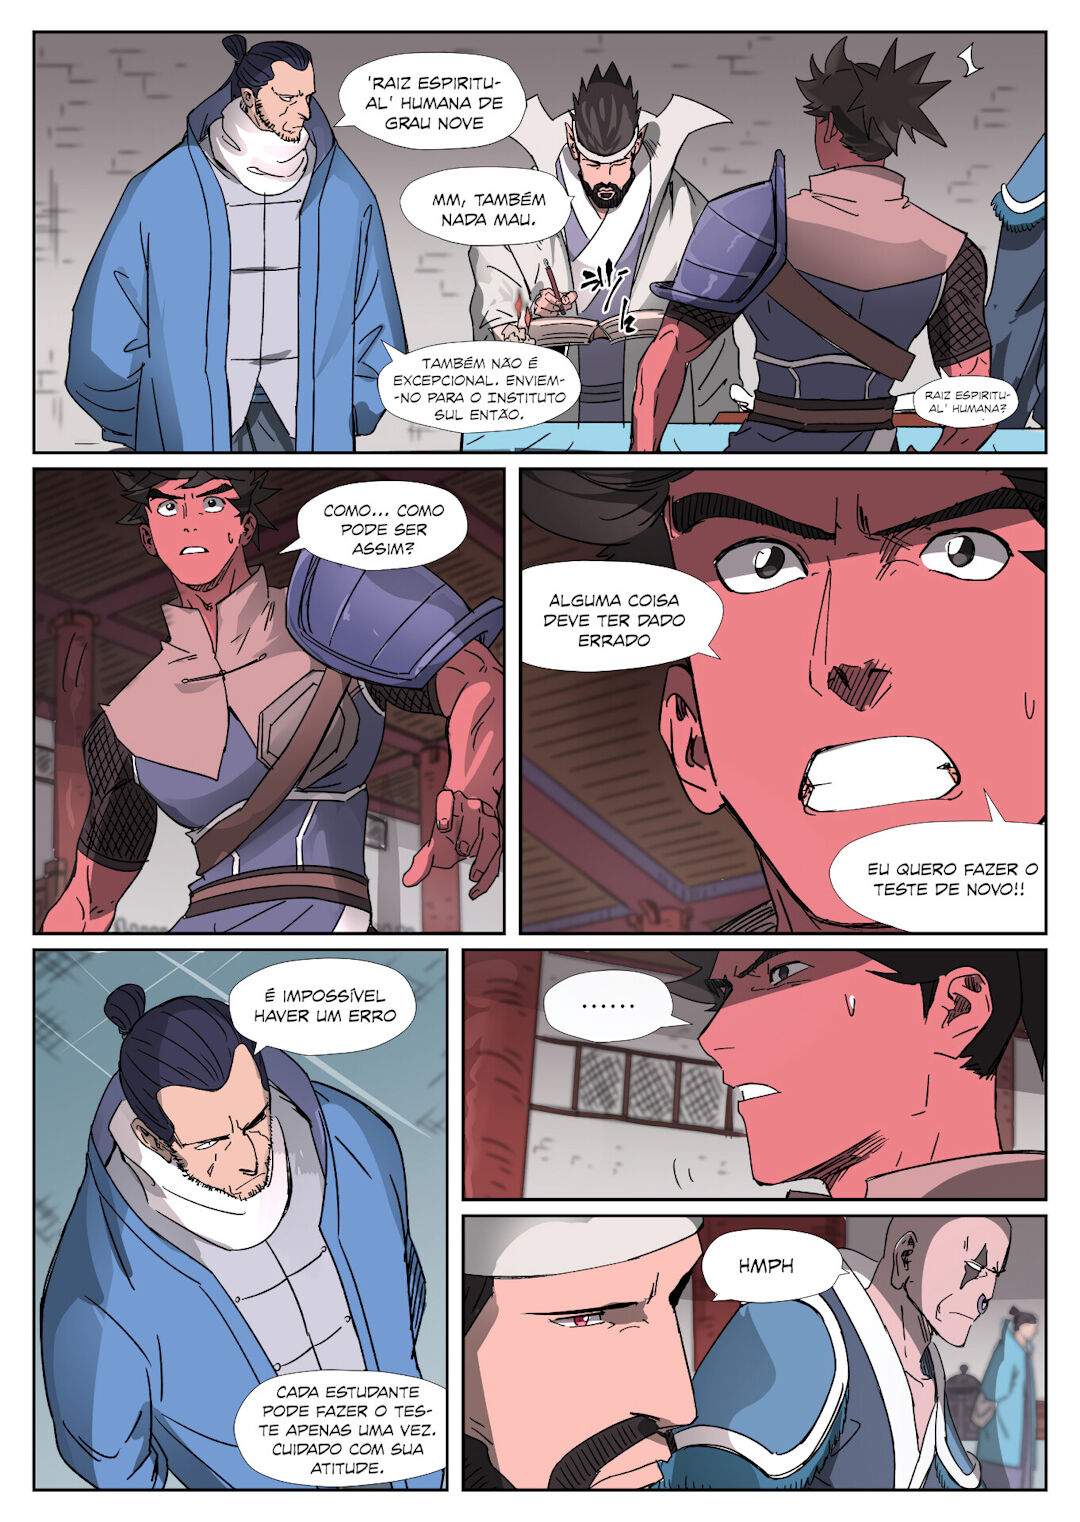 'RAIZ ESPIRITU-
AL' HUMANA DE
GRAU NOVE
MM, TAMBÉM
NADA MAU.
TAMBÉM NÃO É
EXCEPCIONAL. ENVIEM-
-NO PARA O INSTITUTO
SUL ENTÃO.
RAIZ ESPIRITU-
AL' HUMANA?
COMO... COMO
PODE SER
ASSIM?
ALGUMA COISA
DEVE TER DADO
ERRADO
EU QUERO FAZER O
TESTE DE NOVO!!
É IMPOSSÍVEL
HAVER UM ERRO
CADA ESTUDANTE
PODE FAZER O TES-
TE APENAS UMA VEZ.
CUIDADO COM SUA
ATITUDE.
......
HMPH